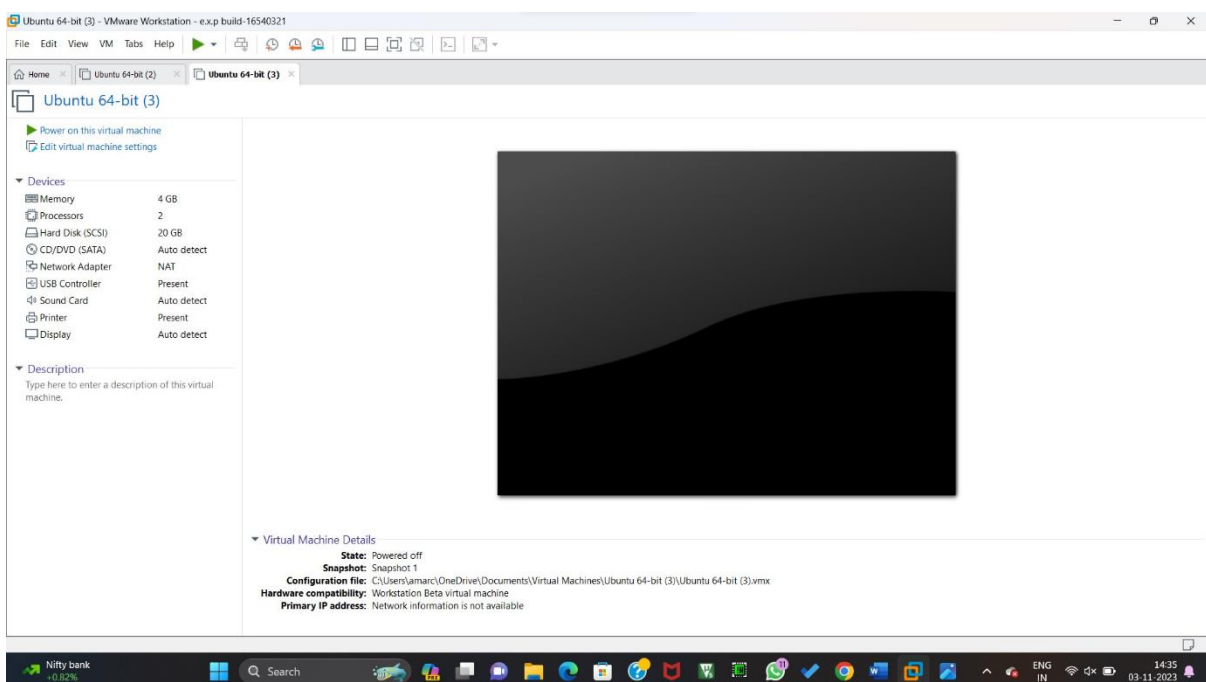 Ubuntu 64-bit (3) - VMware Workstation - e.x.p build-16540321
File Edit View VM Tabs Help
Home Ubuntu 64-bit (2) Ubuntu 64-bit (3)
Ubuntu 64-bit (3)
Power on this virtual machine
Edit virtual machine settings
Devices
Memory 4 GB
Processors 2
Hard Disk (SCSI) 20 GB
CD/DVD (SATA) Auto detect
Network Adapter NAT
USB Controller Present
Sound Card Auto detect
Printer Present
Display Auto detect
Description
Type here to enter a description of this virtual
machine.
Virtual Machine Details
State: Powered off
Snapshot: Snapshot 1
Configuration file: C:\Users\amarc\OneDrive\Documents\Virtual Machines\Ubuntu 64-bit (3)\Ubuntu 64-bit (3).vmx
Hardware compatibility: Workstation Beta virtual machine
Primary IP address: Network information is not available
Nifty bank
+0.82%
Search
ENG
IN
14:35
03-11-2023